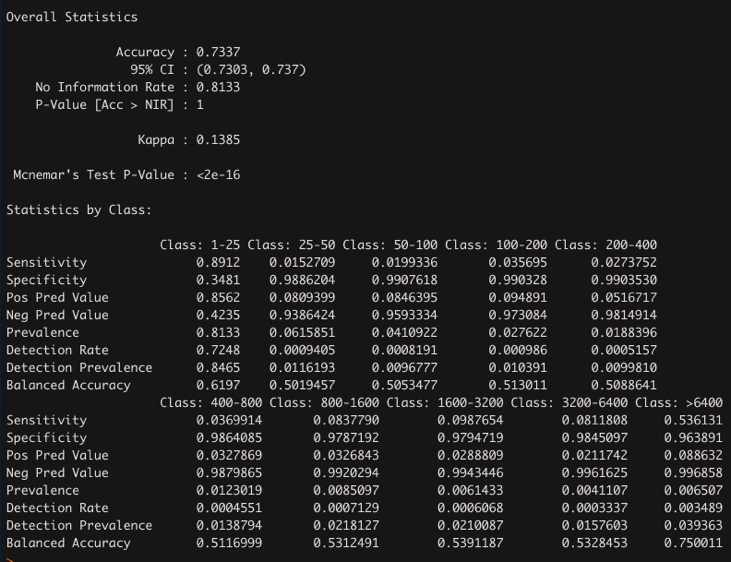 Overall Statistics
Accuracy : 0.7337
95% CI : (0.7303, 0.737)
No Information Rate : 0.8133
P-Value [Acc > NIR] : 1
Kappa : 0.1385
Mcnemar's Test P-Value : <2e-16
Statistics by Class:
Class: 1-25 Class: 25-50 Class: 50-100 Class: 100-200 Class: 200-400
Sensitivity 0.8912 0.0152709 0.0199336 0.035695 0.0273752
Specificity 0.3481 0.9886204 0.9907618 0.990328 0.9903530
Pos Pred Value 0.8562 0.0809399 0.0846395 0.094891 0.0516717
Neg Pred Value 0.4235 0.9386424 0.9593334 0.973084 0.9814914
Prevalence 0.8133 0.0615851 0.0410922 0.027622 0.0188396
Detection Rate 0.7248 0.0009405 0.0008191 0.000986 0.0005157
Detection Prevalence 0.8465 0.0116193 0.0096777 0.010391 0.0099810
Balanced Accuracy 0.6197 0.5019457 0.5053477 0.513011 0.5088641
Class: 400-800 Class: 800-1600 Class: 1600-3200 Class: 3200-6400 Class: >6400
Sensitivity 0.0369914 0.0837790 0.0987654 0.0811808 0.536131
Specificity 0.9864085 0.9787192 0.9794719 0.9845097 0.963891
Pos Pred Value 0.0327869 0.0326843 0.0288809 0.0211742 0.088632
Neg Pred Value 0.9879865 0.9920294 0.9943446 0.9961625 0.996858
Prevalence 0.0123019 0.0085097 0.0061433 0.0041107 0.006507
Detection Rate 0.0004551 0.0007129 0.0006068 0.0003337 0.003489
Detection Prevalence 0.0138794 0.0218127 0.0210087 0.0157603 0.039363
Balanced Accuracy 0.5116999 0.5312491 0.5391187 0.5328453 0.750011
>